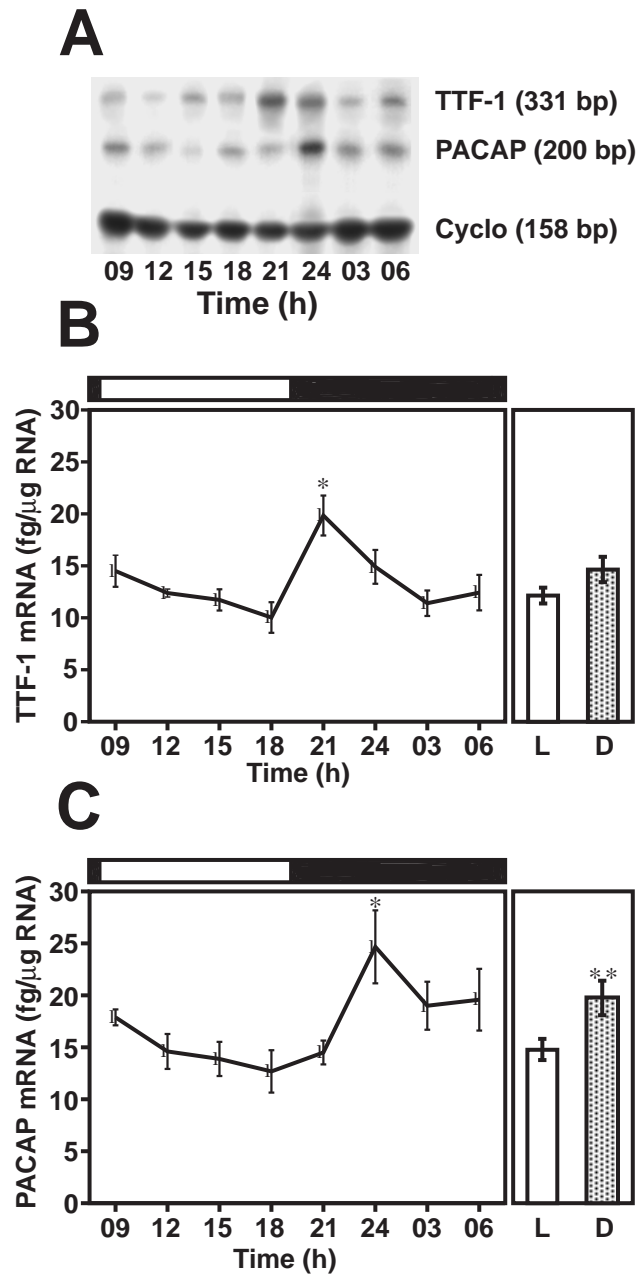 A
TTF-1 (331 bp)
PACAP (200 bp)
Cyclo (158 bp)
09 12 15 18 21 24 03 06
Time (h)
B
TTF-1 mRNA (fg/μg RNA)
30
25
20
15
10
5
0
*
09 12 15 18 21 24 03 06
Time (h)
L D
C
PACAP mRNA (fg/μg RNA)
30
25
20
15
10
5
0
*
**
09 12 15 18 21 24 03 06
Time (h)
L D